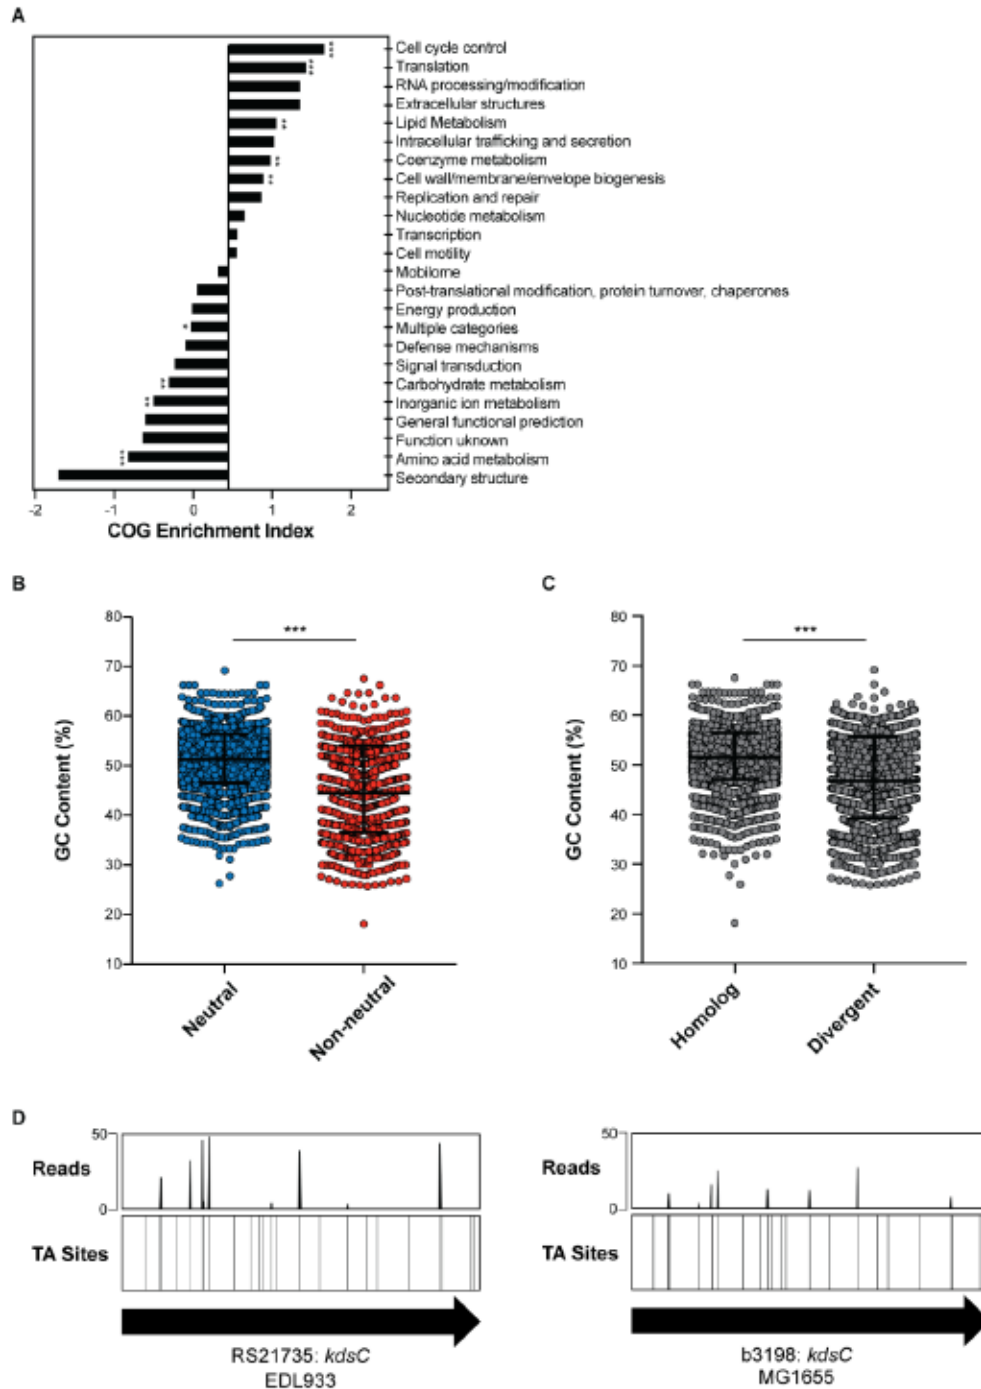 A
Cell cycle control ***
Translation ***
RNA processing/modification
Extracellular structures
Lipid Metabolism **
Intracellular trafficking and secretion
Coenzyme metabolism **
Cell wall/membrane/envelope biogenesis **
Replication and repair
Nucleotide metabolism
Transcription
Cell motility
Mobilome
Post-translational modification, protein turnover, chaperones
Energy production
* Multiple categories
Defense mechanisms
Signal transduction
** Carbohydrate metabolism
** Inorganic ion metabolism
General functional prediction
Function uknown
*** Amino acid metabolism
Secondary structure
-2 -1 0 1 2
COG Enrichment Index
B
80
70
60
50
40
30
20
10
GC Content (%)
***
Neutral
Non-neutral
C
80
70
60
50
40
30
20
10
GC Content (%)
***
Homolog
Divergent
D
50
Reads
0
TA Sites
RS21735: kdsC
EDL933
50
Reads
0
TA Sites
b3198: kdsC
MG1655